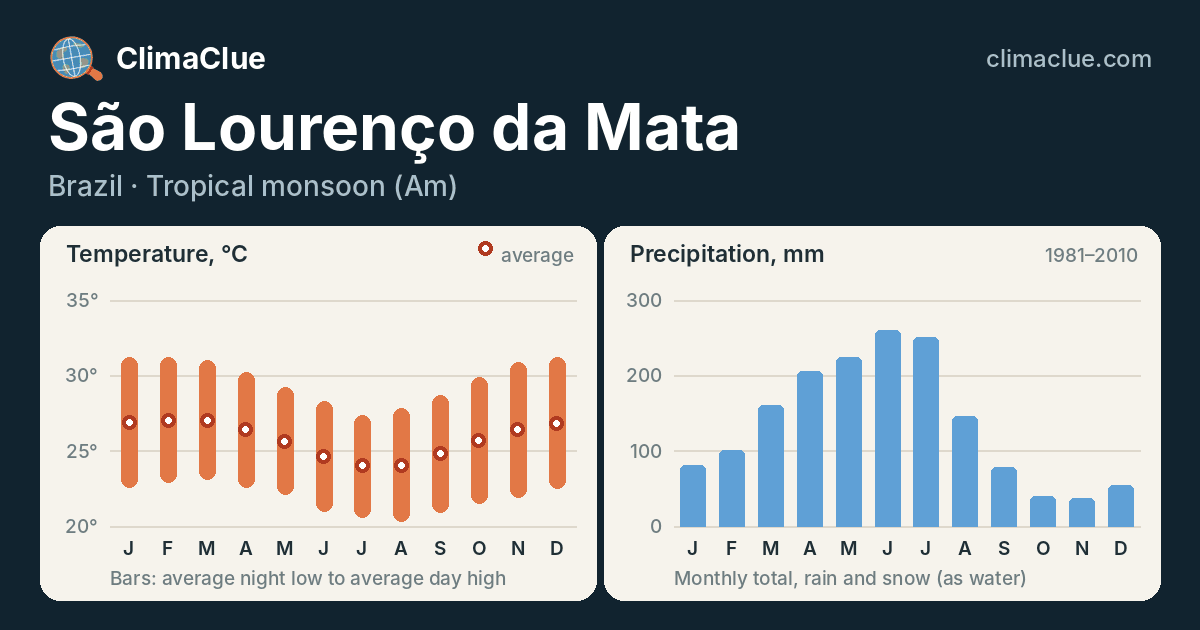 ClimaClue
climaclue.com
São Lourenço da Mata
Brazil · Tropical monsoon (Am)
Temperature, °C
average
35°
30°
25°
20°
J F M A M J J A S O N D
Bars: average night low to average day high
Precipitation, mm
1981–2010
300
200
100
0
J F M A M J J A S O N D
Monthly total, rain and snow (as water)